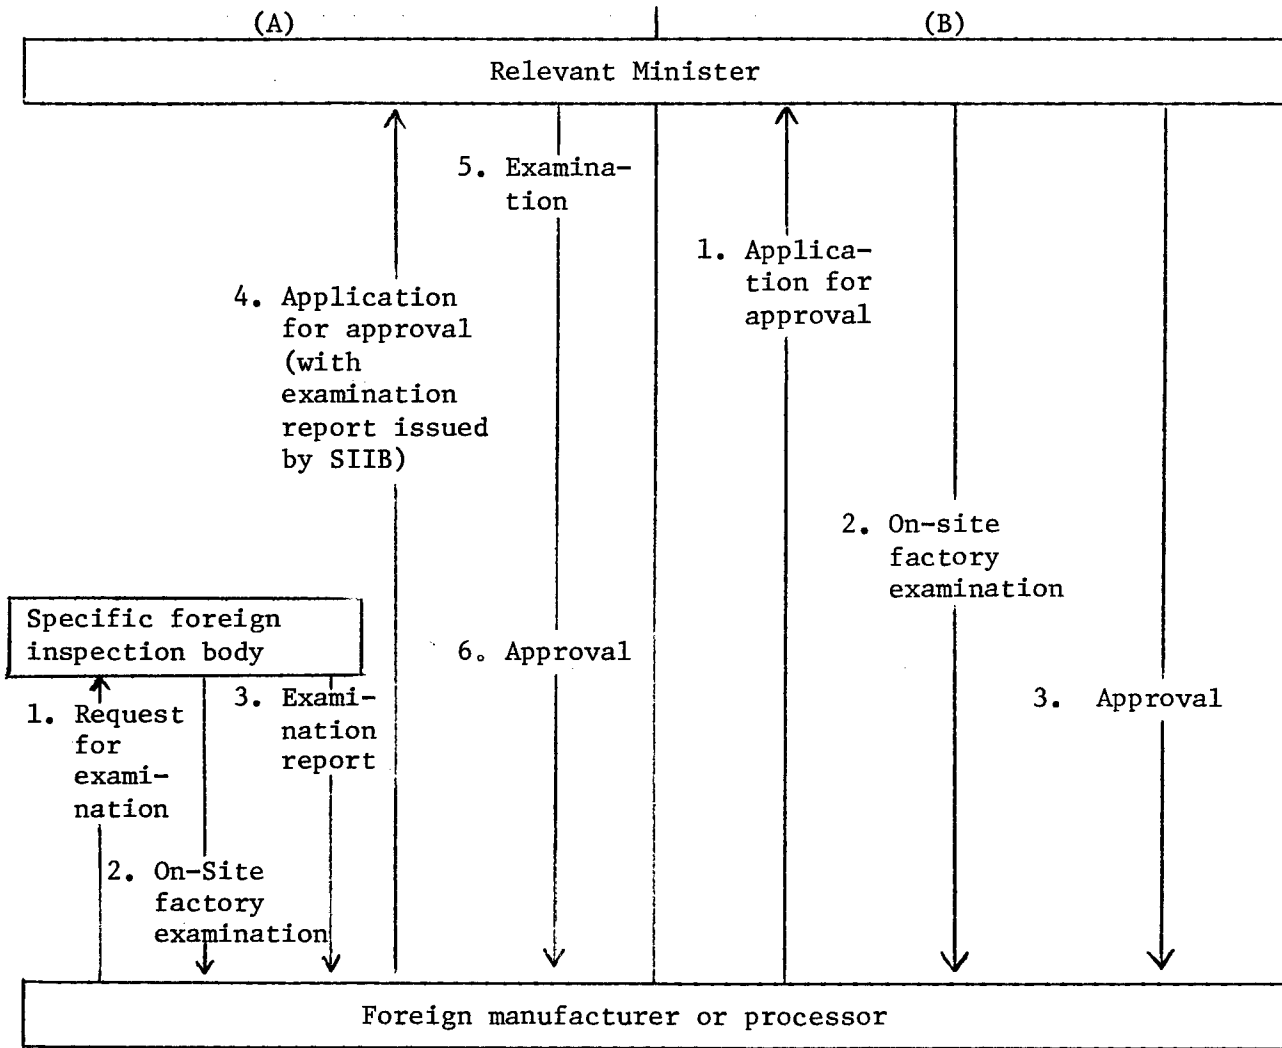 (A)
(B)
Relevant Minister
5. Examina-
tion
1. Applica-
tion for
approval
4. Application
for approval
(with
examination
report issued
by SIIB)
2. On-site
factory
examination
Specific foreign
inspection body
6. Approval
3. Approval
1. Request
for
exami-
nation
3. Exami-
nation
report
2. On-Site
factory
examination
Foreign manufacturer or processor